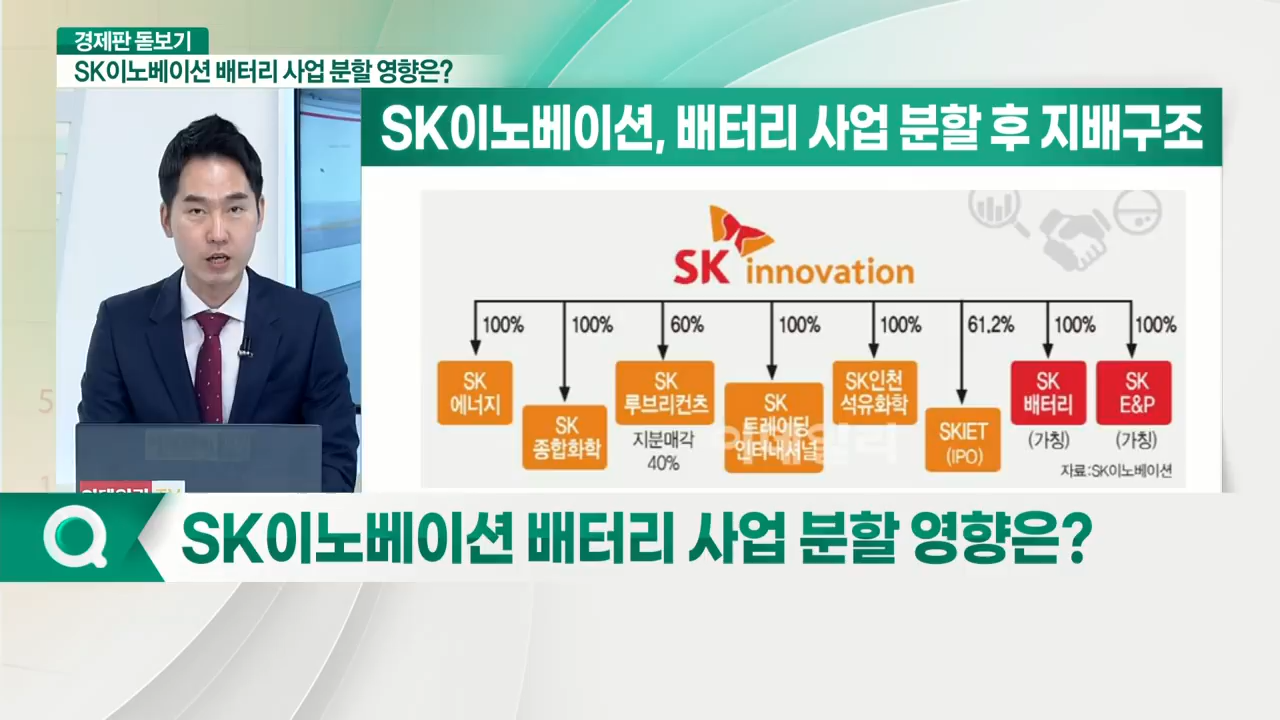 경제판 돋보기
SK이노베이션 배터리 사업 분할 영향은?
SK이노베이션, 배터리 사업 분할 후 지배구조
SK innovation
100%
100%
60%
100%
100%
61.2%
100%
100%
SK
에너지
SK
종합화학
SK
루브리컨츠
지분매각
40%
SK
트레이딩
인터내셔널
SK인천
석유화학
SKIET
(IPO)
SK
배터리
(가칭)
SK
E&P
(가칭)
이데일리
자료:SK이노베이션
5
1
SK이노베이션 배터리 사업 분할 영향은?